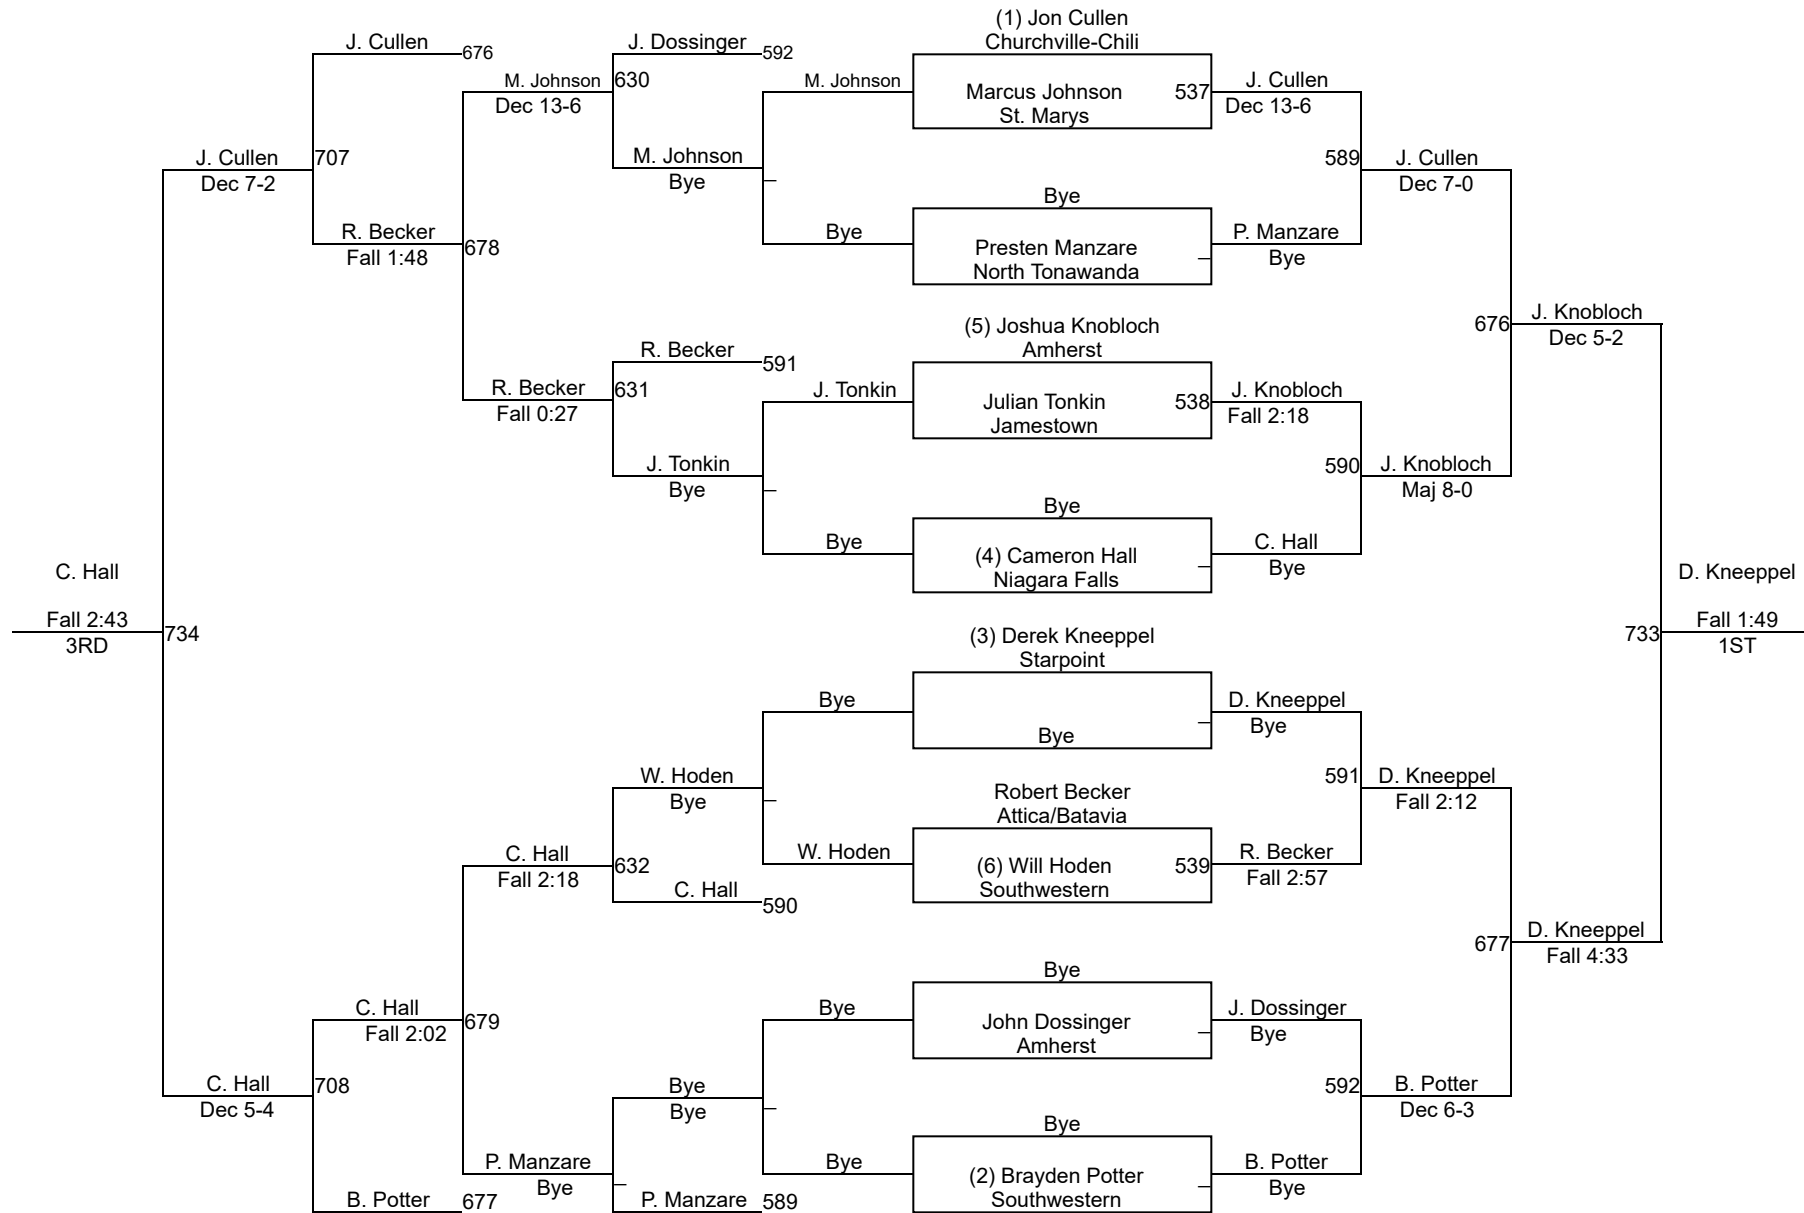 (1) Jon Cullen
Churchville-Chili
J. Cullen
676
J. Dossinger
592
M. Johnson
630
Dec 13-6
M. Johnson
Marcus Johnson
St. Marys
537
J. Cullen
Dec 13-6
J. Cullen
Dec 7-2
707
M. Johnson
Bye
589
J. Cullen
Dec 7-0
Bye
R. Becker
Fall 1:48
678
Bye
Presten Manzare
North Tonawanda
P. Manzare
Bye
(5) Joshua Knobloch
Amherst
676
J. Knobloch
Dec 5-2
R. Becker
591
R. Becker
Fall 0:27
631
J. Tonkin
Julian Tonkin
Jamestown
538
J. Knobloch
Fall 2:18
J. Tonkin
Bye
590
J. Knobloch
Maj 8-0
Bye
Bye
(4) Cameron Hall
Niagara Falls
C. Hall
Bye
C. Hall
Fall 2:43
3RD
734
D. Kneeppel
733
Fall 1:49
1ST
(3) Derek Kneeppel
Starpoint
Bye
Bye
D. Kneeppel
Bye
W. Hoden
Bye
591
D. Kneeppel
Fall 2:12
Robert Becker
Attica/Batavia
C. Hall
Fall 2:18
632
W. Hoden
(6) Will Hoden
Southwestern
539
R. Becker
Fall 2:57
C. Hall
590
677
D. Kneeppel
Fall 4:33
Bye
C. Hall
Fall 2:02
679
Bye
John Dossinger
Amherst
J. Dossinger
Bye
C. Hall
Dec 5-4
708
Bye
Bye
592
B. Potter
Dec 6-3
Bye
P. Manzare
Bye
Bye
(2) Brayden Potter
Southwestern
B. Potter
Bye
B. Potter
677
P. Manzare
589